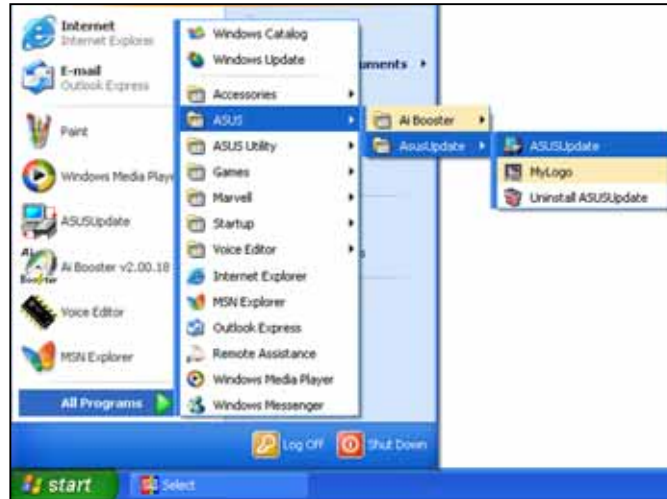 Internet
Internet Explorer
E-mail
Outlook Express
Paint
Windows Media Play
ASUSUpdate
Ai Booster v2.00.18
Voice Editor
MSN Explorer
All Programs
Windows Catalog
Windows Update
Accessories
ASUS
ASUS Utility
Games
Marvell
Startup
Voice Editor
Internet Explorer
MSN Explorer
Outlook Express
Remote Assistance
Windows Media Player
Windows Messenger
uments
s
Ai Booster
AsusUpdate
ASUSUpdate
MyLogo
Uninstall ASUSUpdate
Log Off
Shut Down
start
Select